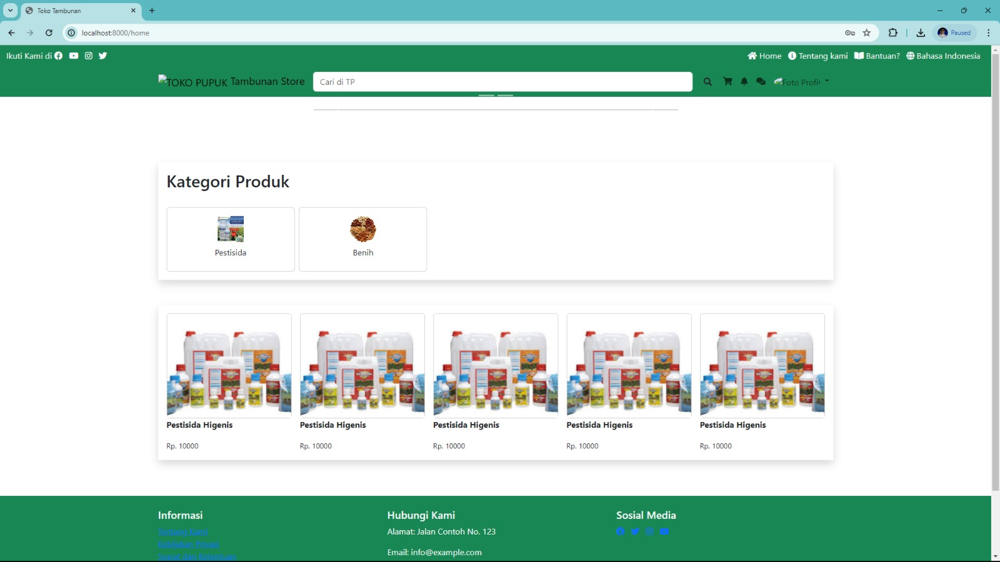 Toko Tambunan
localhost:8000/home
Paused
Ikuti Kami di
Home Tentang kami Bantuan? Bahasa Indonesia
TOKO PUPUK Tambunan Store
Cari di TP
Foto Profi
Kategori Produk
Pestisida Benih
Pestisida Higenis Pestisida Higenis Pestisida Higenis Pestisida Higenis Pestisida Higenis
Rp. 10000 Rp. 10000 Rp. 10000 Rp. 10000 Rp. 10000
Informasi
Tentang Kami
Kebijakan Privasi
Syarat dan Ketentuan
Hubungi Kami
Alamat: Jalan Contoh No. 123
Email: info@example.com
Sosial Media